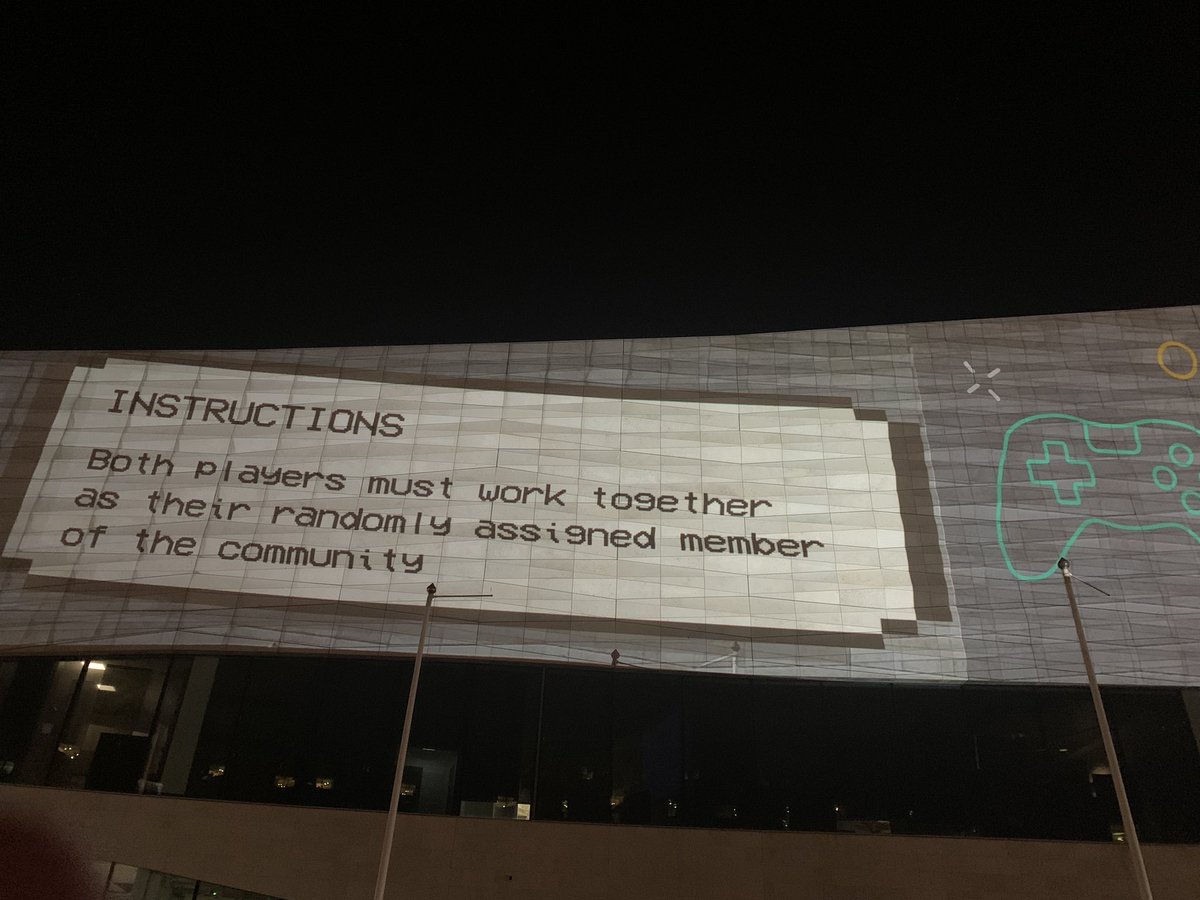 INSTRUCTIONS
Both players must work together
as their randomly assigned member
of the community